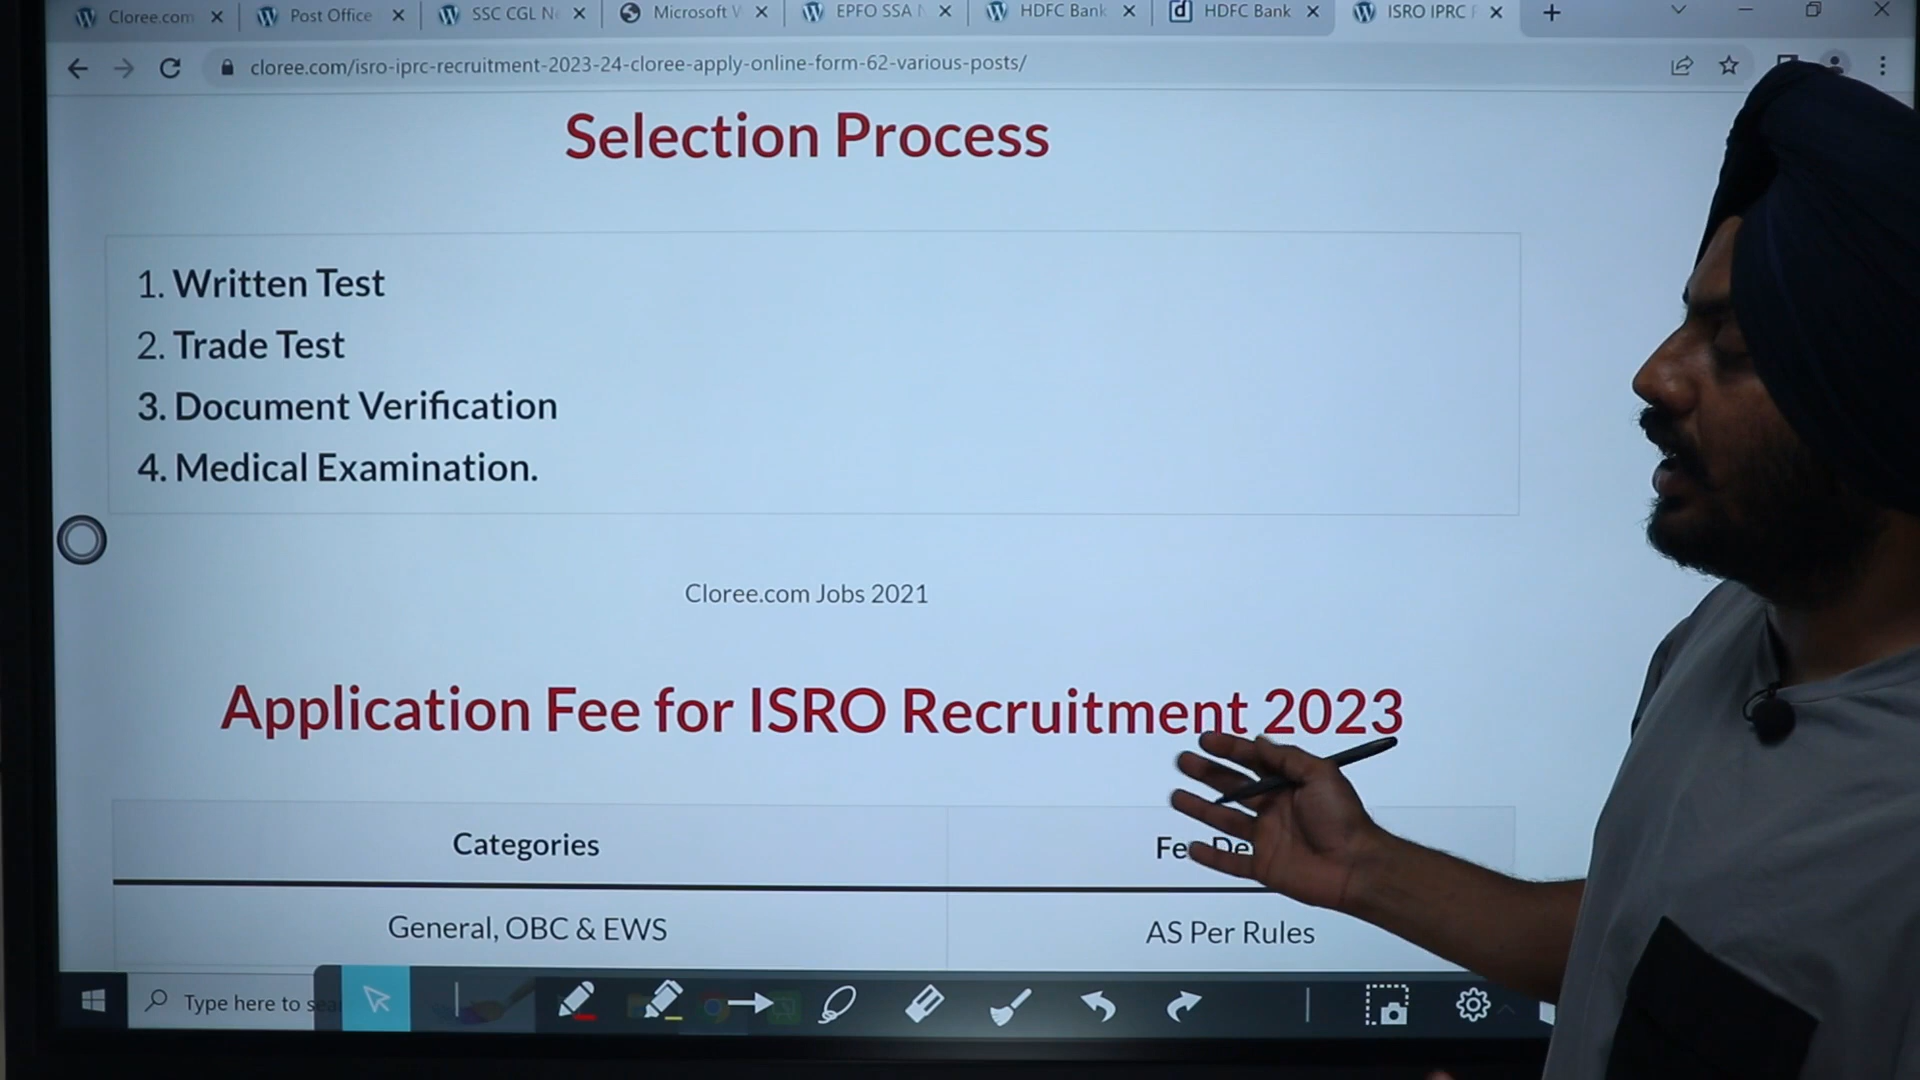 Cloree.com
Post Office
SSC CGL
Microsoft
EPFO SSA
HDFC Bank
HDFC Bank
ISRO IPRC
cloree.com/isro-iprc-recruitment-2023-24-cloree-apply-online-form-62-various-posts/
Selection Process
1. Written Test
2. Trade Test
3. Document Verification
4. Medical Examination.
Cloree.com Jobs 2021
Application Fee for ISRO Recruitment 2023
Categories
General, OBC & EWS
AS Per Rules
Type here to